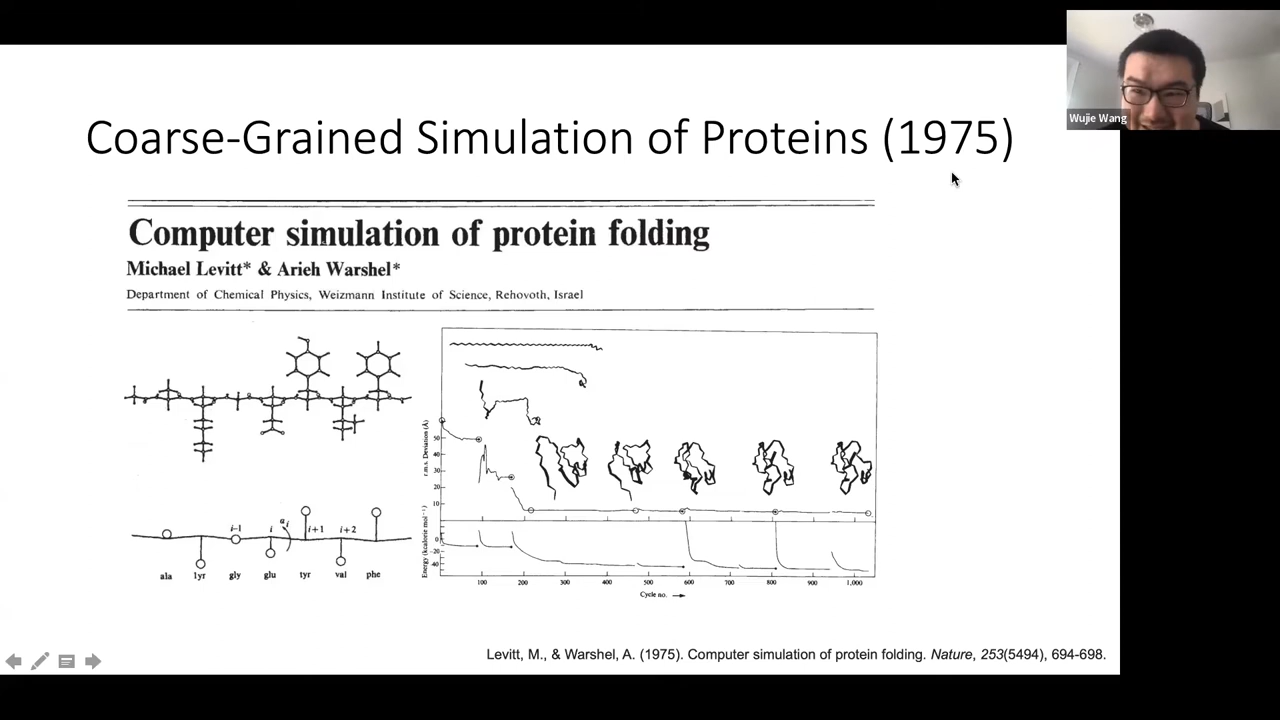 Wujie Wang
Coarse-Grained Simulation of Proteins (1975)
Computer simulation of protein folding
Michael Levitt* & Arieh Warshel*
Department of Chemical Physics, Weizmann Institute of Science, Rehovoth, Israel
i-1 i αi i+1 i+2
ala lyr gly glu tyr val phe
r.m.s. Deviation (Å)
50
40
30
20
10
Energy (kcalorie mol⁻¹)
0
-20
-40
100 200 300 400 500 600 700 800 900 1,000
Cycle no.
Levitt, M., & Warshel, A. (1975). Computer simulation of protein folding. Nature, 253(5494), 694-698.